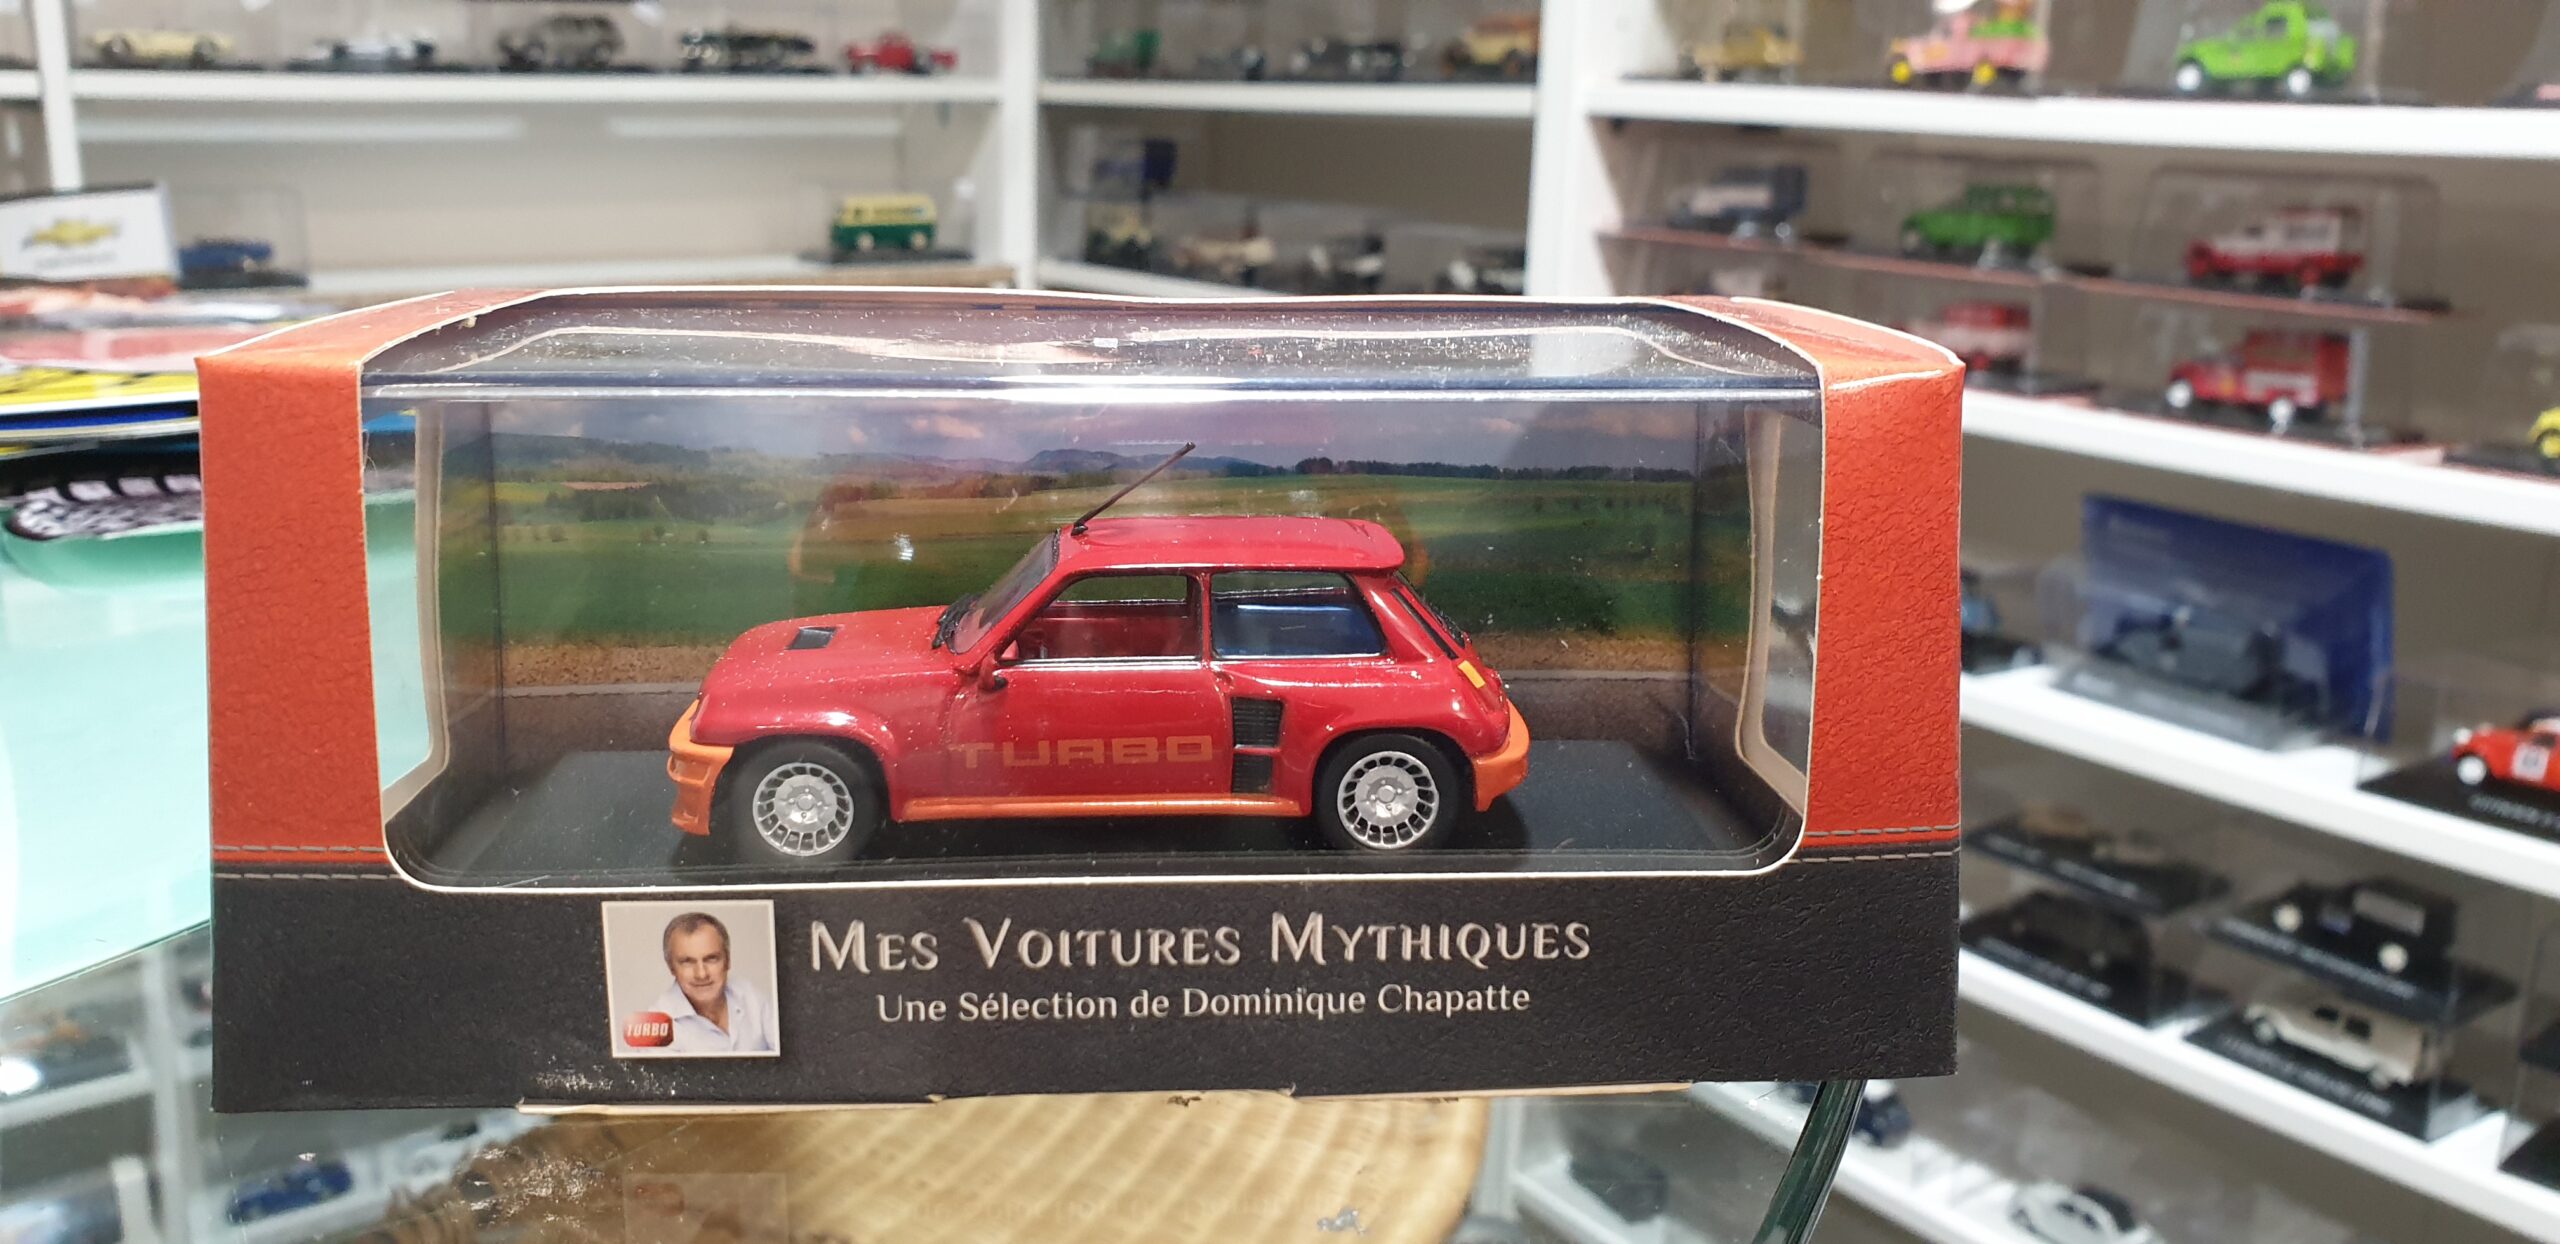 TURBO
MES VOITURES MYTHIQUES
Une Sélection de Dominique Chapatte
TURBO